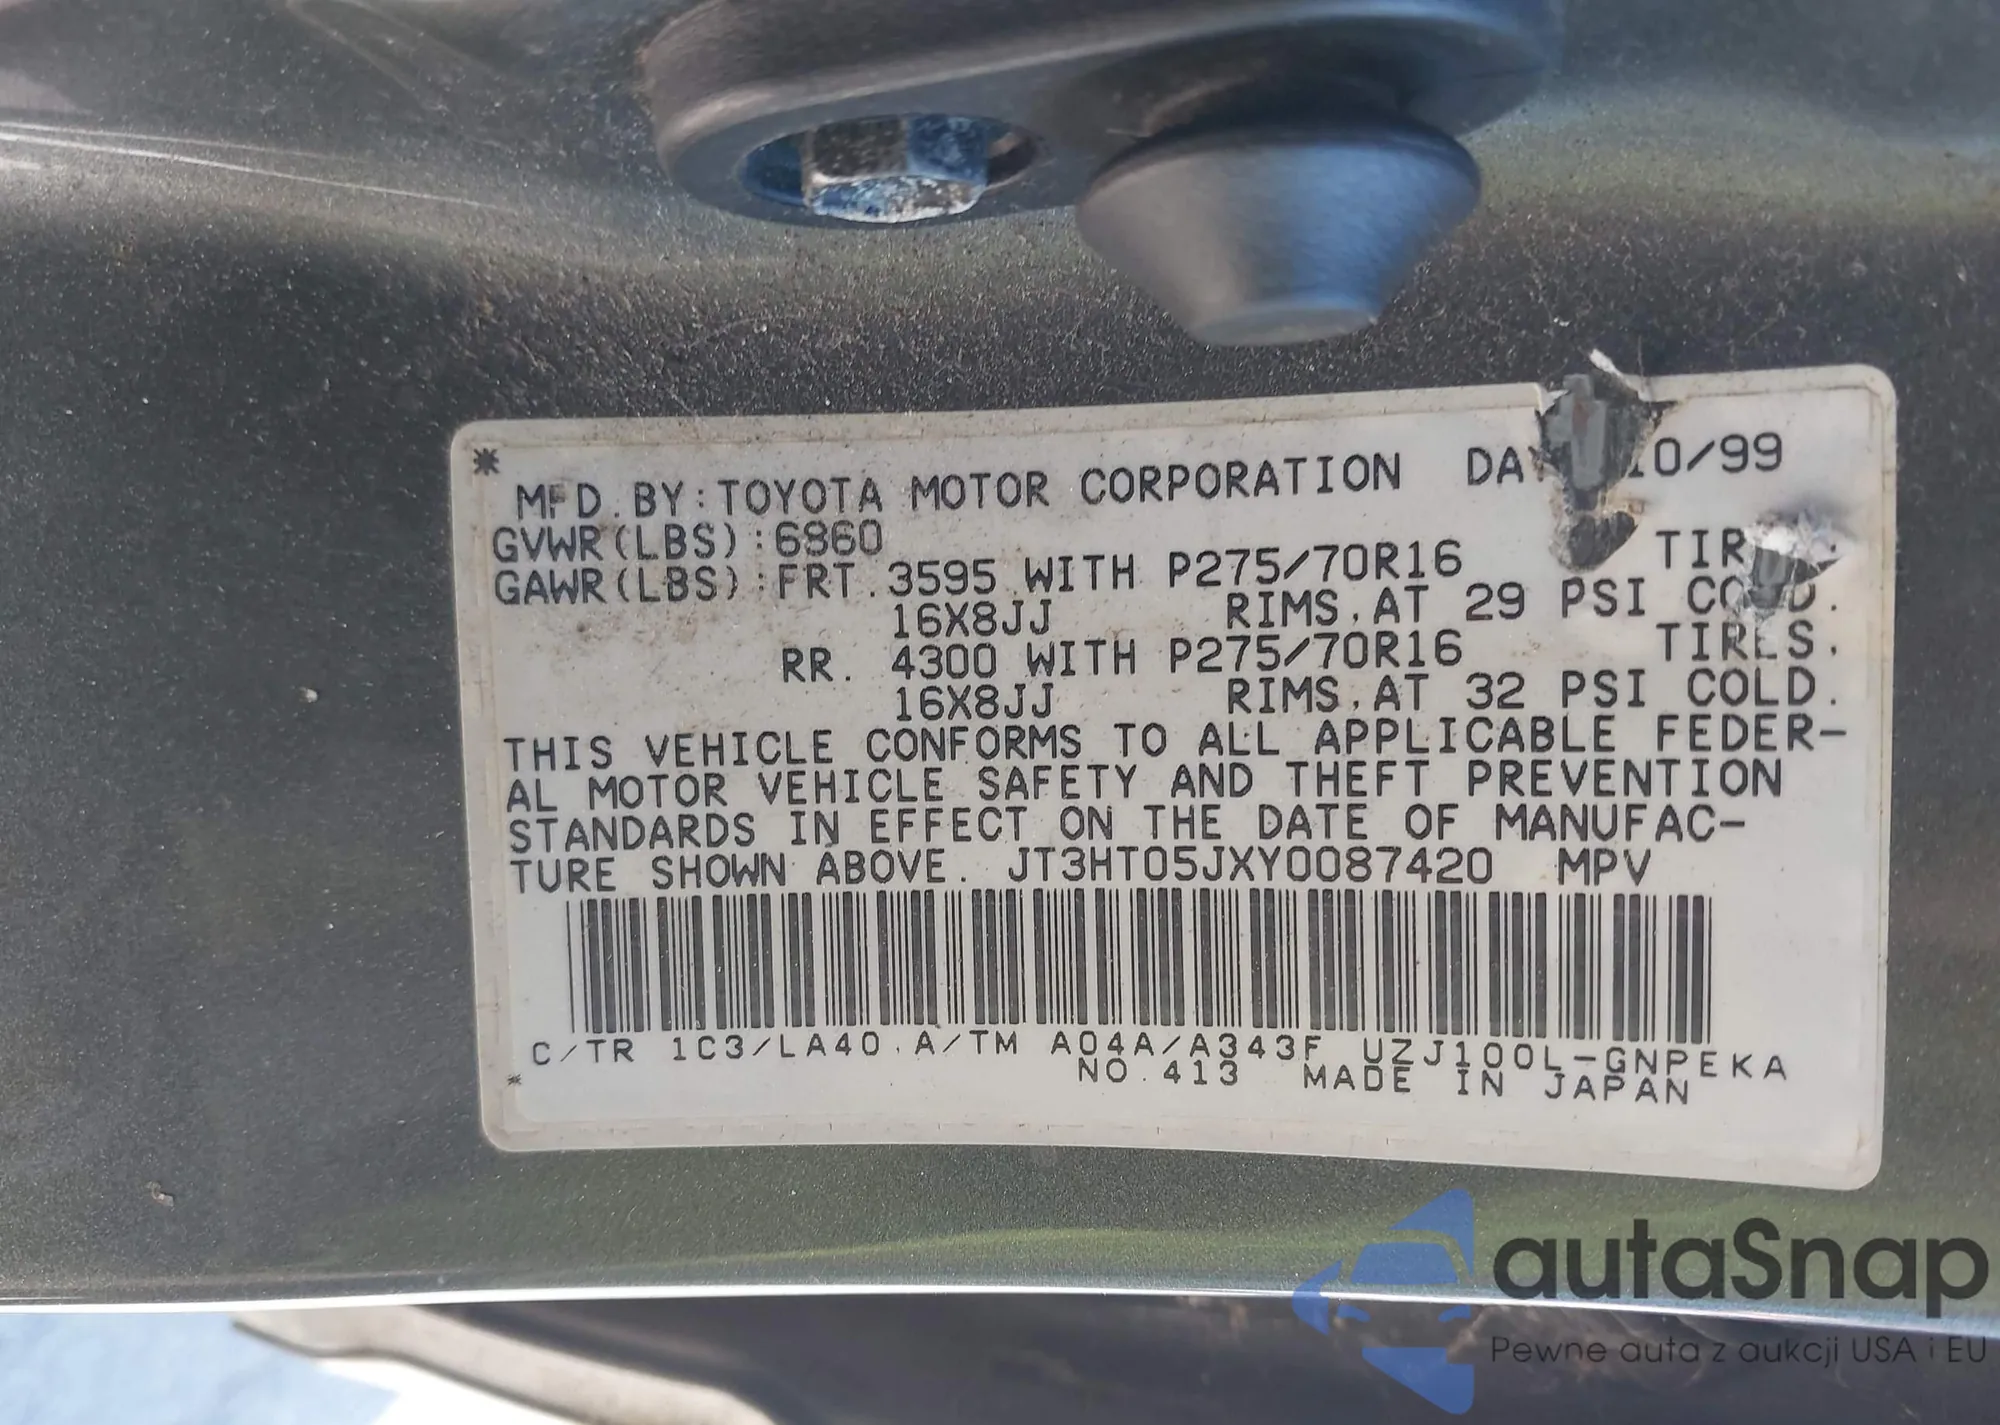 MFD. BY: TOYOTA MOTOR CORPORATION 10/99
GVWR(LBS): 6860
GAWR(LBS): FRT. 3595 WITH P275/70R16
16X8JJ RIMS, AT 29 PSI COLD.
RR. 4300 WITH P275/70R16 TIRES,
16X8JJ RIMS, AT 32 PSI COLD.
THIS VEHICLE CONFORMS TO ALL APPLICABLE FEDER-
AL MOTOR VEHICLE SAFETY AND THEFT PREVENTION
STANDARDS IN EFFECT ON THE DATE OF MANUFAC-
TURE SHOWN ABOVE. JT3HT05JXY0087420 MPV
C/TR 1C3/LA40 A/TM A04A/A343F UZJ100L-GNPEKA
NO.413 MADE IN JAPAN
autaSnap
Pewne auta z aukcji USA i EU